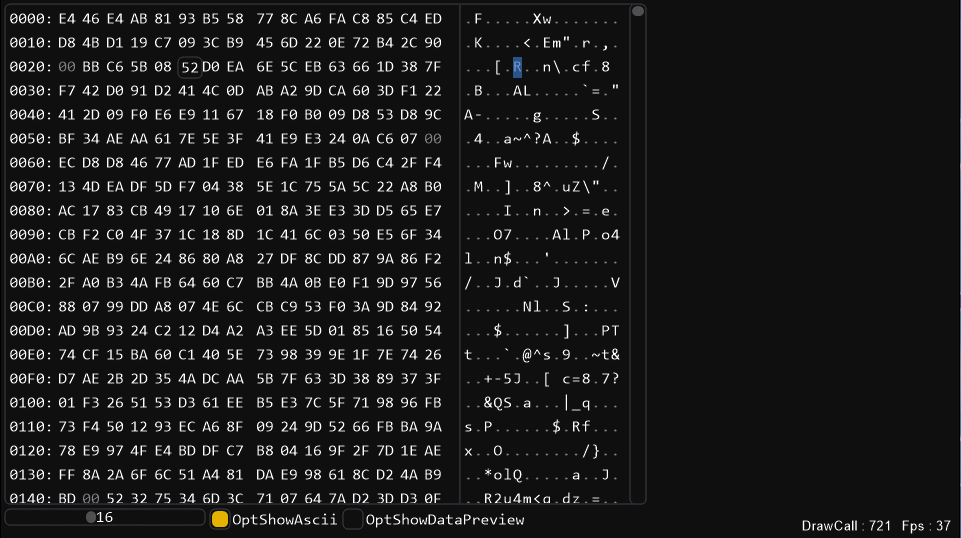 0000: E4 46 E4 AB 81 93 B5 58 77 8C A6 FA C8 85 C4 ED .F.....Xw.......
0010: D8 4B D1 19 C7 09 3C B9 45 6D 22 0E 72 B4 2C 90 .K....<.Em".r.,.
0020: 00 BB C6 5B 08 52 D0 EA 6E 5C EB 63 66 1D 38 7F ...[.R..n\.cf.8
0030: F7 42 D0 91 D2 41 4C 0D AB A2 9D CA 60 3D F1 22 .B...AL.....`=."
0040: 41 2D 09 F0 E6 E9 11 67 18 F0 B0 09 D8 53 D8 9C A-.....g.....S..
0050: BF 34 AE AA 61 7E 5E 3F 41 E9 E3 24 0A C6 07 00 .4..a~^?A..$....
0060: EC D8 D8 46 77 AD 1F ED E6 FA 1F B5 D6 C4 2F F4 ...Fw........./.
0070: 13 4D EA DF 5D F7 04 38 5E 1C 75 5A 5C 22 A8 B0 .M..]..8^.uZ\"..
0080: AC 17 83 CB 49 17 10 6E 01 8A 3E E3 3D D5 65 E7 ....I..n..>.=.e.
0090: CB F2 C0 4F 37 1C 18 8D 1C 41 6C 03 50 E5 6F 34 ...O7....Al.P.o4
00A0: 6C AE B9 6E 24 86 80 A8 27 DF 8C DD 87 9A 86 F2 l..n$...'.......
00B0: 2F A0 B3 4A FB 64 60 C7 BB 4A 0B E0 F1 9D 97 56 /..J.d`..J.....V
00C0: 88 07 99 DD A8 07 4E 6C CB C9 53 F0 3A 9D 84 92 ......Nl..S.:...
00D0: AD 9B 93 24 C2 12 D4 A2 A3 EE 5D 01 85 16 50 54 ...$......]...PT
00E0: 74 CF 15 BA 60 C1 40 5E 73 98 39 9E 1F 7E 74 26 t...`.@^s.9..~t&
00F0: D7 AE 2B 2D 35 4A DC AA 5B 7F 63 3D 38 89 37 3F ..+-5J..[ c=8.7?
0100: 01 F3 26 51 53 D3 61 EE B5 E3 7C 5F 71 98 96 FB ..&QS.a...|_q...
0110: 73 F4 50 12 93 EC A6 8F 09 24 9D 52 66 FB BA 9A s.P......$.Rf...
0120: 78 E9 97 4F E4 BD DF C7 B8 04 16 9F 2F 7D 1E AE x..O......../}..
0130: FF 8A 2A 6F 6C 51 A4 81 DA E9 98 61 8C D2 4A B9 ..*olQ.....a..J.
0140: BD 00 52 32 75 34 6D 3C 71 07 64 7A D2 3D D3 0F ..R2u4m<q.dz.=..
16 OptShowAscii OptShowDataPreview
DrawCall : 721 Fps : 37